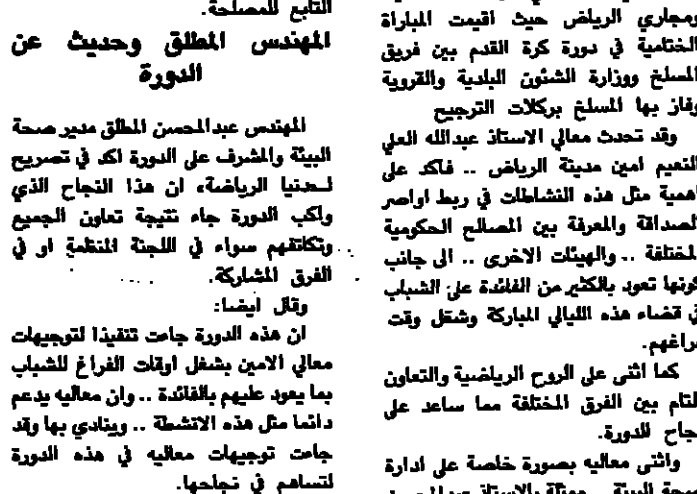 ومجاري الرياض حيث اقيمت المباراة
الختامية في دورة كرة القدم بين فريق
المسلخ ووزارة الشئون البلدية والقروية
وفاز بها المسلخ بركلات الترجيح
وقد تحدث معالي الاستاذ عبدالله العلي
النعيم امين مدينة الرياض .. فاكد على
اهمية مثل هذه النشاطات في ربط اواصر
الصداقة والمعرفة بين المصالح الحكومية
المختلفة .. والهيئات الاخرى .. الى جانب
كونها تعود بالكثير من الفائدة على الشباب
في قضاء هذه الليالي المباركة وشغل وقت
فراغهم.
كما اثنى على الروح الرياضية والتعاون
التام بين الفرق المختلفة مما ساعد على
نجاح الدورة.
واثنى معاليه بصورة خاصة على ادارة
صحة البيئة
التابع للمصلحة.
المهندس المطلق وحديث عن
الدورة
المهندس عبدالمحسن المطلق مدير صحة
البيئة والمشرف على الدورة اكد في تصريح
لـدنيا الرياضة، ان هذا النجاح الذي
واكب الدورة جاء نتيجة تعاون الجميع
وتكاتفهم سواء في اللجنة المنظمة او في
الفرق المشاركة.
وقال ايضا:
ان هذه الدورة جاءت تنفيذا لتوجيهات
معالي الامين بشغل اوقات الفراغ للشباب
بما يعود عليهم بالفائدة .. وان معاليه يدعم
دائما مثل هذه الانشطة .. وينادي بها وقد
جاءت توجيهات معاليه في هذه الدورة
لتساهم في نجاحها.